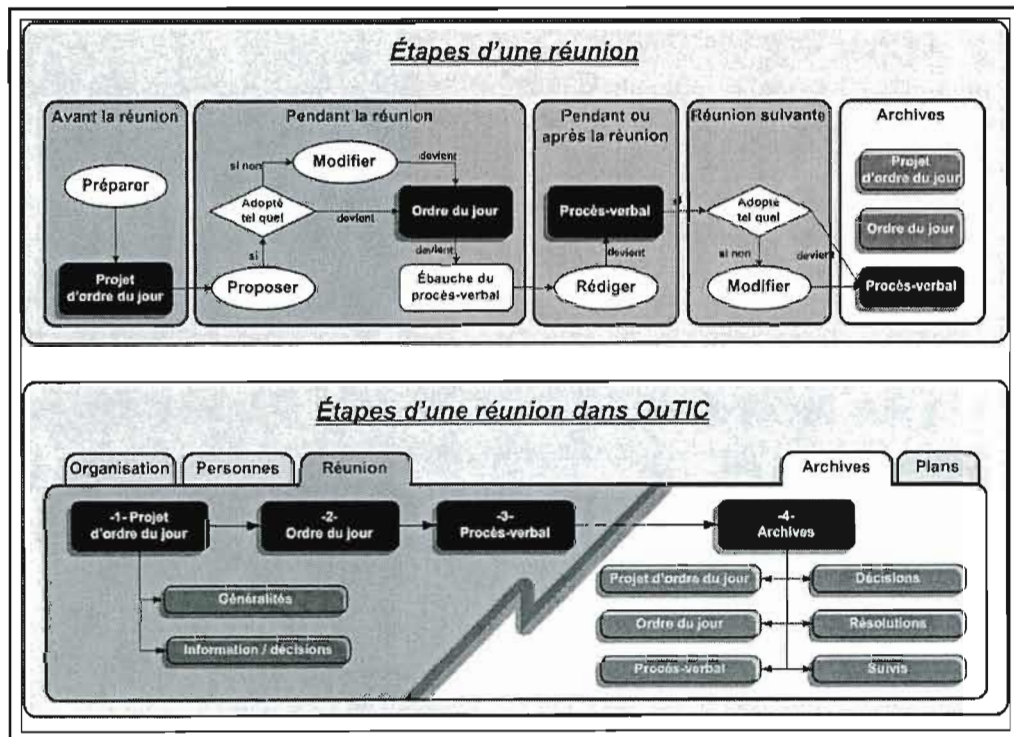 Étapes d'une réunion
Avant la réunion
Préparer
Projet
d'ordre du jour
Pendant la réunion
si non
Modifier
devient
Adopté
tel quel
devient
Ordre du jour
si
devient
Proposer
Ébauche du
procès-verbal
Pendant ou
après la réunion
Procès-verbal
devient
Rédiger
Réunion suivante
si
Adopté
tel quel
si non
devient
Modifier
Archives
Projet
d'ordre du jour
Ordre du jour
Procès-verbal
Étapes d'une réunion dans OuTIC
Organisation
Personnes
Réunion
Archives
Plans
-1- Projet
d'ordre du jour
-2-
Ordre du jour
-3-
Procès-verbal
-4-
Archives
Généralités
Information / décisions
Projet d'ordre du jour
Décisions
Ordre du jour
Résolutions
Procès-verbal
Suivis